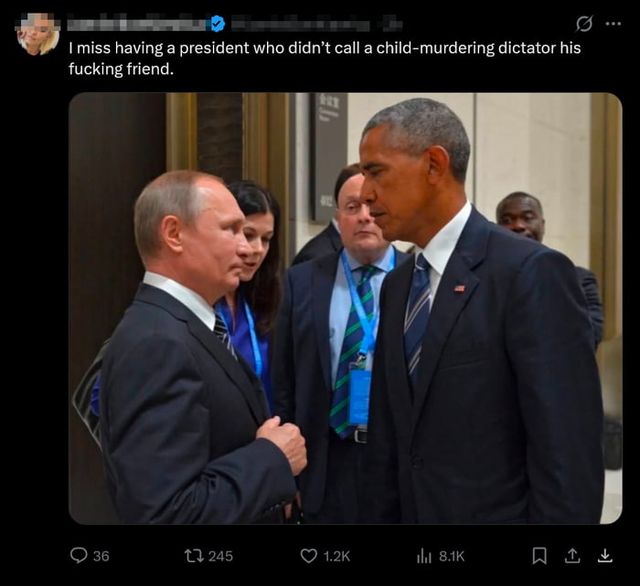 I miss having a president who didn’t call a child-murdering dictator his
fucking friend.
36
245
1.2K
8.1K